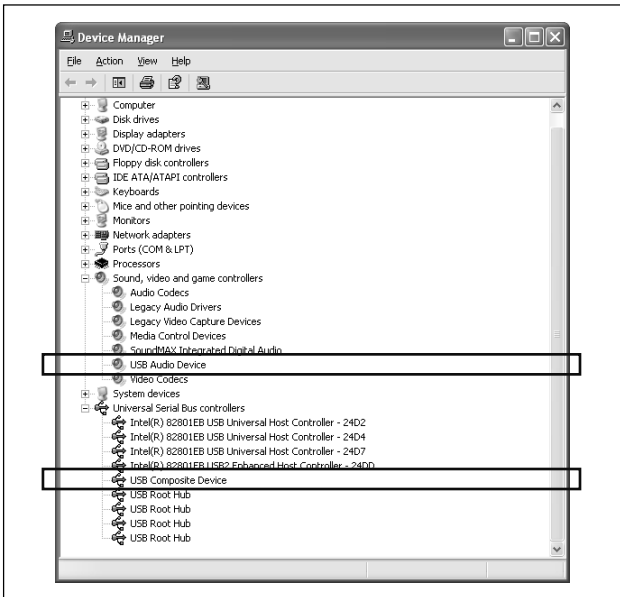 Device Manager
File Action View Help
Computer
Disk drives
Display adapters
DVD/CD-ROM drives
Floppy disk controllers
IDE ATA/ATAPI controllers
Keyboards
Mice and other pointing devices
Monitors
Network adapters
Ports (COM & LPT)
Processors
Sound, video and game controllers
Audio Codecs
Legacy Audio Drivers
Legacy Video Capture Devices
Media Control Devices
SoundMAX Integrated Digital Audio
USB Audio Device
Video Codecs
System devices
Universal Serial Bus controllers
Intel(R) 82801EB USB Universal Host Controller - 24D2
Intel(R) 82801EB USB Universal Host Controller - 24D4
Intel(R) 82801EB USB Universal Host Controller - 24D7
Intel(R) 82801EB USB2 Enhanced Host Controller - 24DD
USB Composite Device
USB Root Hub
USB Root Hub
USB Root Hub
USB Root Hub